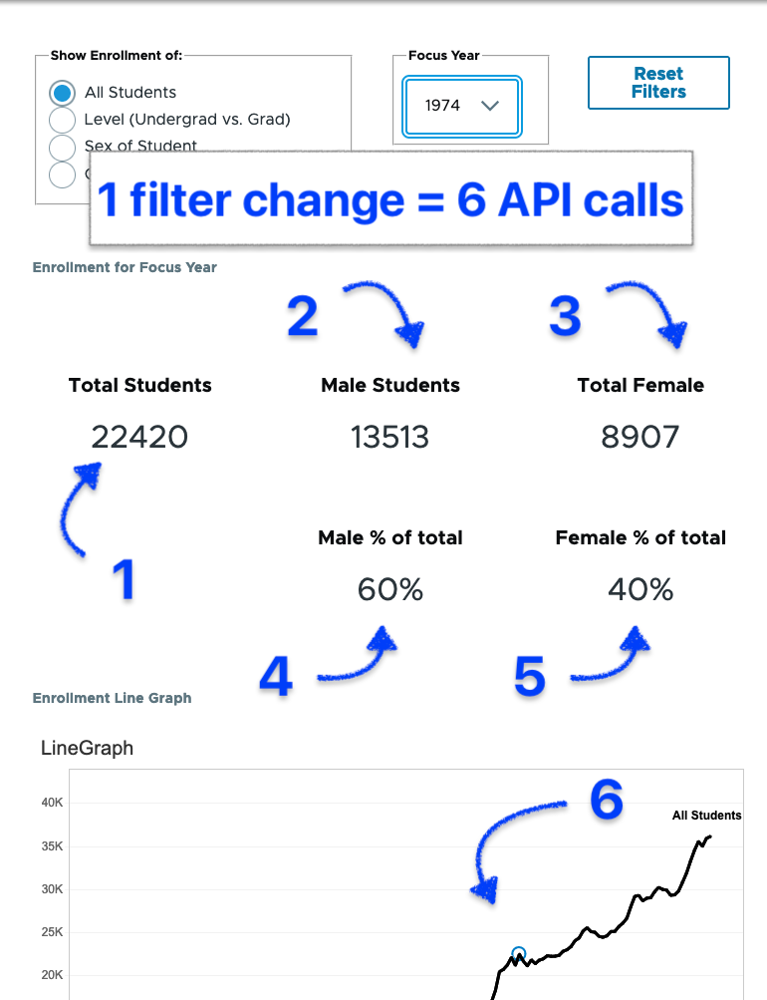 Show Enrollment of:
Focus Year
All Students
Level (Undergrad vs. Grad)
Sex of Student
1974
Reset
Filters
1 filter change = 6 API calls
Enrollment for Focus Year
2
3
Total Students
Male Students
Total Female
22420
13513
8907
1
Male % of total
Female % of total
60%
40%
4
5
Enrollment Line Graph
LineGraph
6
All Students
40K
35K
30K
25K
20K